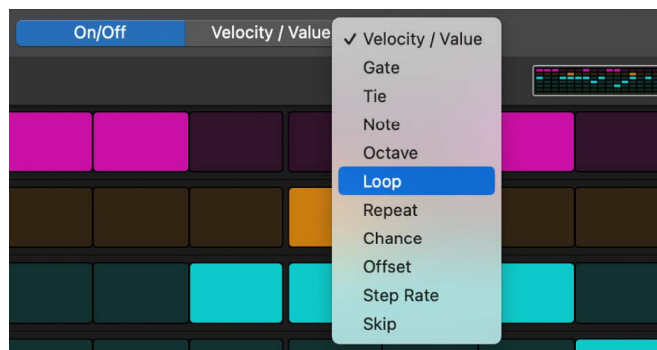 On/Off
Velocity / Value
✓ Velocity / Value
Gate
Tie
Note
Octave
Loop
Repeat
Chance
Offset
Step Rate
Skip